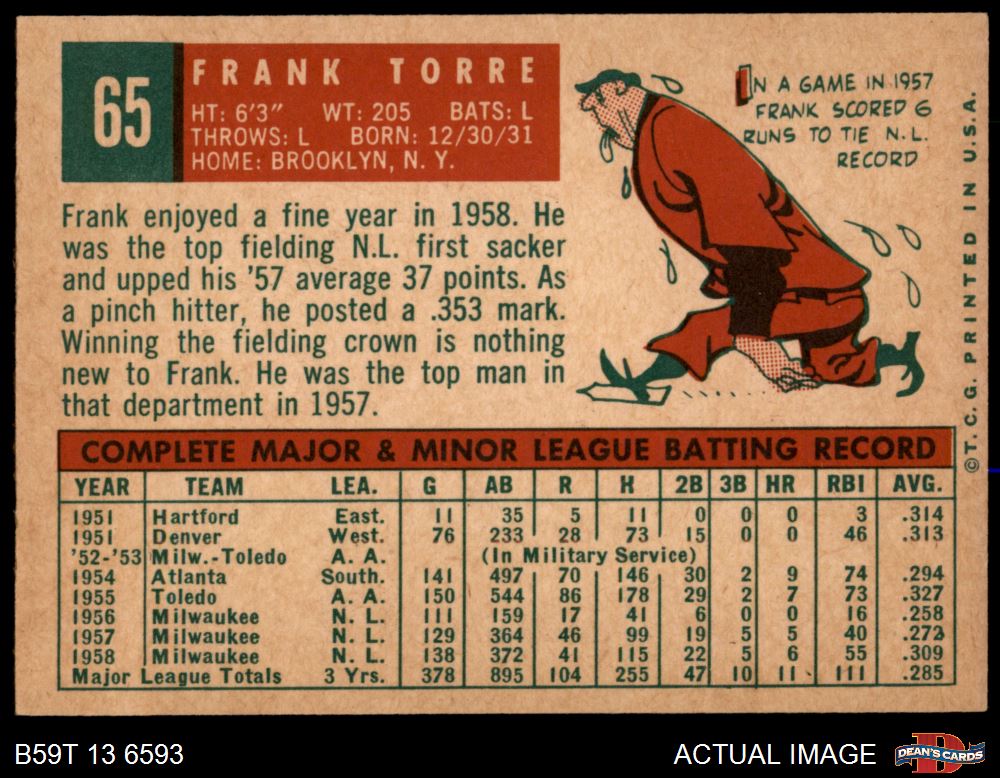 65
FRANK TORRE
HT: 6'3" WT: 205 BATS: L
THROWS: L BORN: 12/30/31
HOME: BROOKLYN, N. Y.
IN A GAME IN 1957
FRANK SCORED 6
RUNS TO TIE N.L.
RECORD
Frank enjoyed a fine year in 1958. He
was the top fielding N.L. first sacker
and upped his '57 average 37 points. As
a pinch hitter, he posted a .353 mark.
Winning the fielding crown is nothing
new to Frank. He was the top man in
that department in 1957.
© T. C. G. PRINTED IN U.S.A.
COMPLETE MAJOR & MINOR LEAGUE BATTING RECORD
YEAR TEAM LEA. G AB R H 2B 3B HR RBI AVG.
1951 Hartford East. 11 35 5 11 0 0 0 3 .314
1951 Denver West. 76 233 28 73 15 0 0 46 .313
'52-'53 Milw.-Toledo A. A. (In Military Service)
1954 Atlanta South. 141 497 70 146 30 2 9 74 .294
1955 Toledo A. A. 150 544 86 178 29 2 7 73 .327
1956 Milwaukee N. L. 111 159 17 41 6 0 0 16 .258
1957 Milwaukee N. L. 129 364 46 99 19 5 5 40 .272
1958 Milwaukee N. L. 138 372 41 115 22 5 6 55 .309
Major League Totals 3 Yrs. 378 895 104 255 47 10 11 111 .285
B59T 13 6593
ACTUAL IMAGE
D
DEAN'S CARDS